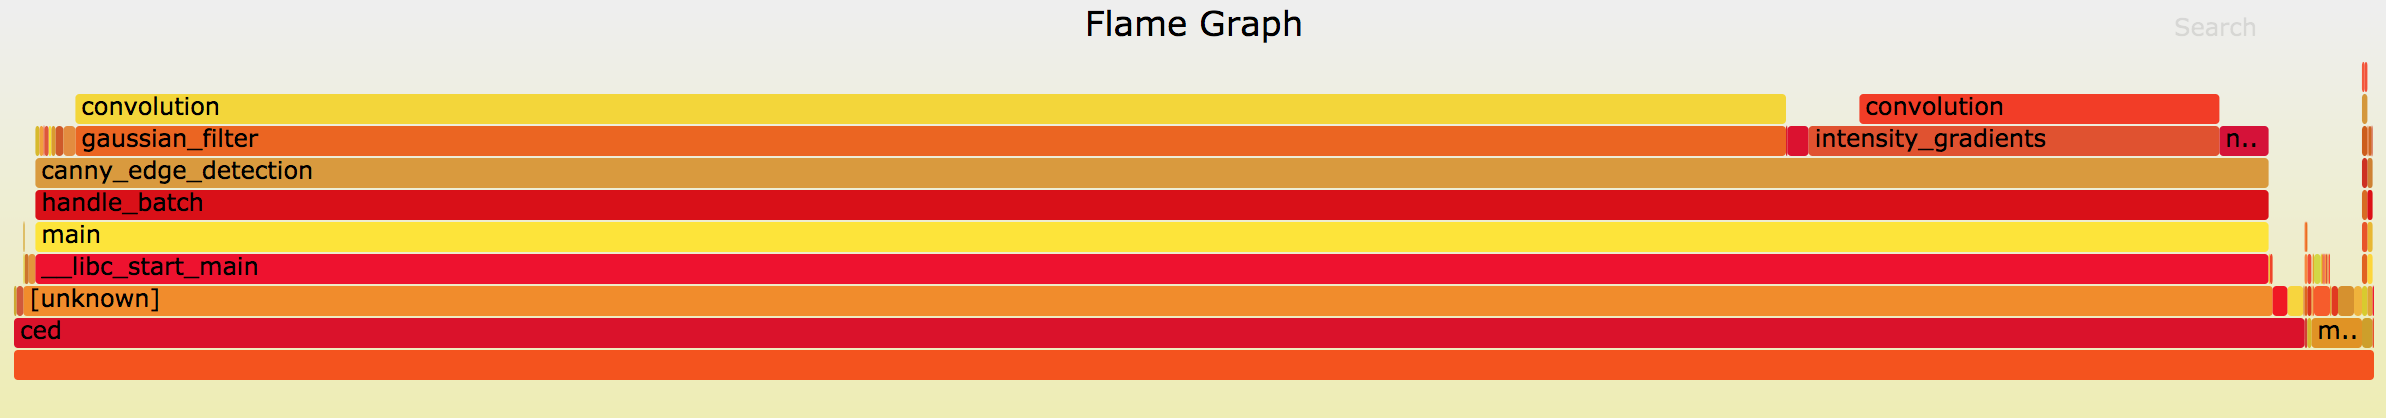 Flame Graph
Search
convolution convolution
gaussian_filter intensity_gradients n..
canny_edge_detection
handle_batch
main
__libc_start_main
[unknown]
ced m..